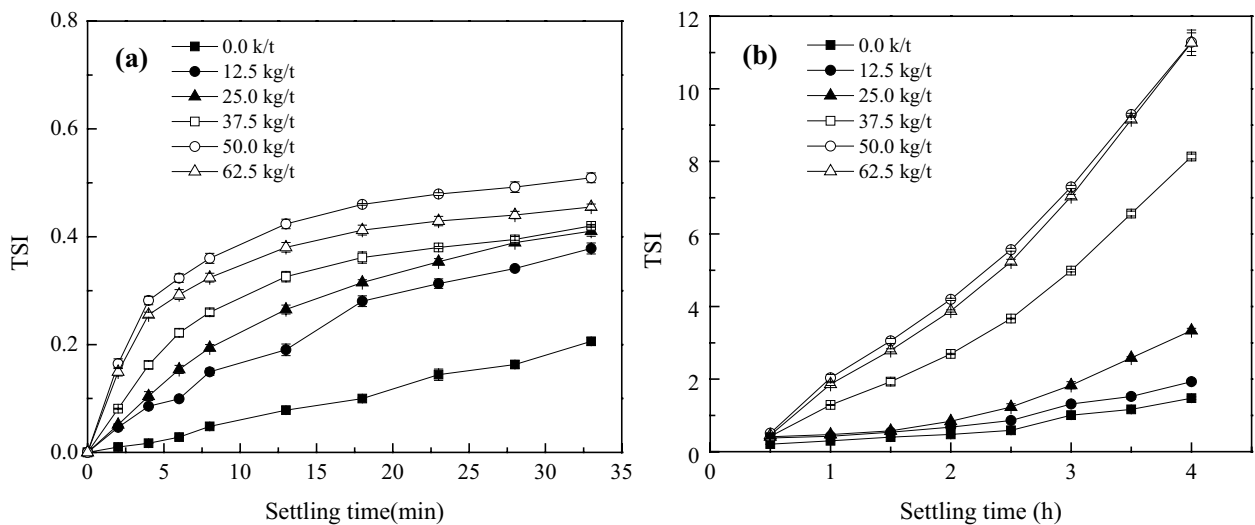 0.8
(a)
0.0 k/t
12.5 kg/t
25.0 kg/t
37.5 kg/t
50.0 kg/t
62.5 kg/t
0.6
0.4
0.2
0.0
TSI
0 5 10 15 20 25 30 35
Settling time(min)
12
(b)
0.0 k/t
12.5 kg/t
25.0 kg/t
37.5 kg/t
50.0 kg/t
62.5 kg/t
10
8
6
4
2
0
TSI
0 1 2 3 4
Settling time (h)